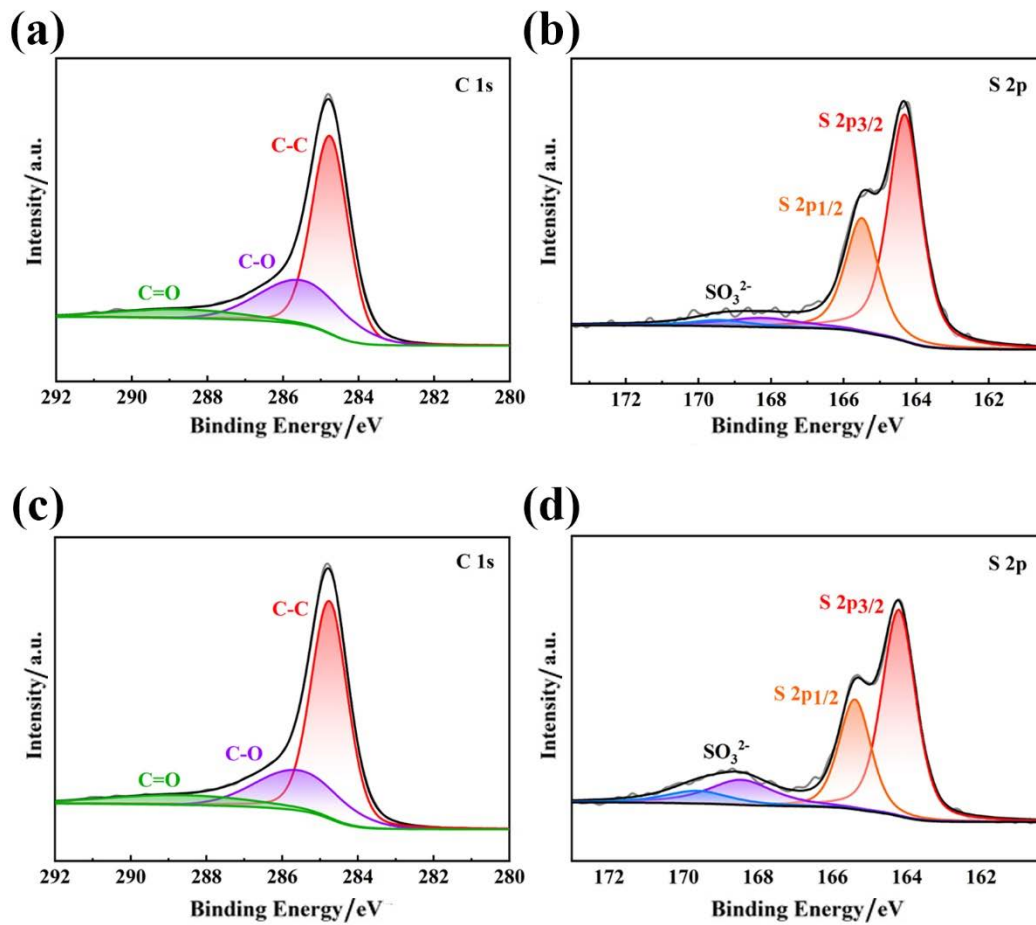 (a)
C 1s
C-C
C-O
C=O
Intensity/ a.u.
292 290 288 286 284 282 280
Binding Energy/eV
(b)
S 2p
S 2p3/2
S 2p1/2
SO₃²⁻
Intensity/ a.u.
172 170 168 166 164 162
Binding Energy/eV
(c)
C 1s
C-C
C-O
C=O
Intensity/ a.u.
292 290 288 286 284 282 280
Binding Energy/eV
(d)
S 2p
S 2p3/2
S 2p1/2
SO₃²⁻
Intensity/ a.u.
172 170 168 166 164 162
Binding Energy/eV